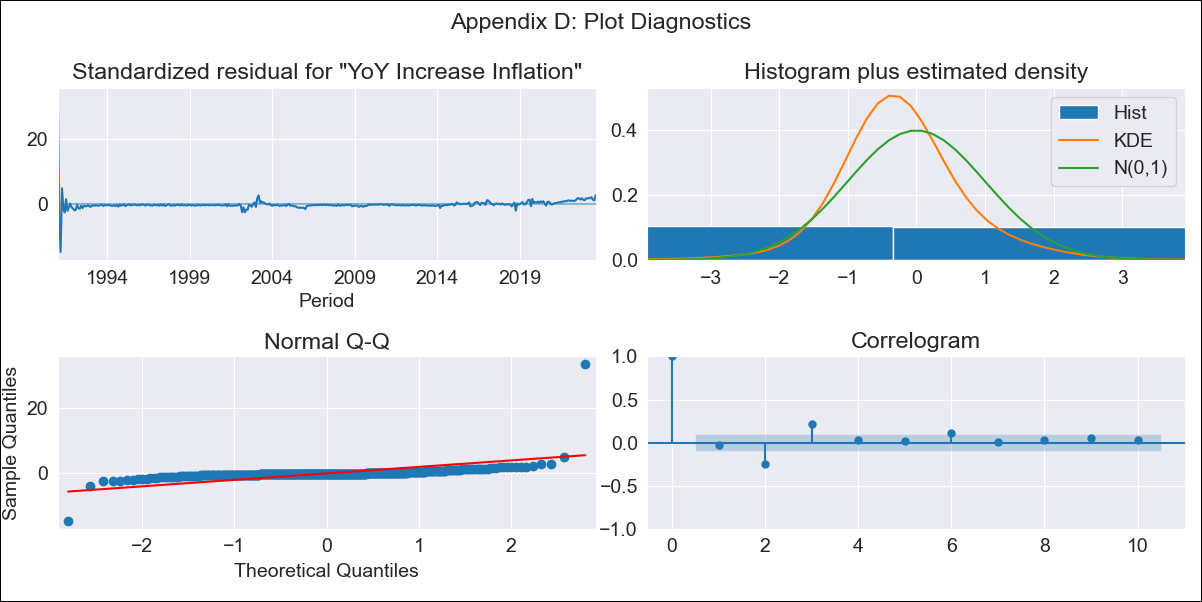 Appendix D: Plot Diagnostics
Standardized residual for "YoY Increase Inflation"
20
0
1994 1999 2004 2009 2014 2019
Period
Histogram plus estimated density
0.4
0.2
0.0
−3 −2 −1 0 1 2 3
Hist
KDE
N(0,1)
Normal Q-Q
Sample Quantiles
20
0
−2 −1 0 1 2
Theoretical Quantiles
Correlogram
1.0
0.5
0.0
−0.5
−1.0
0 2 4 6 8 10